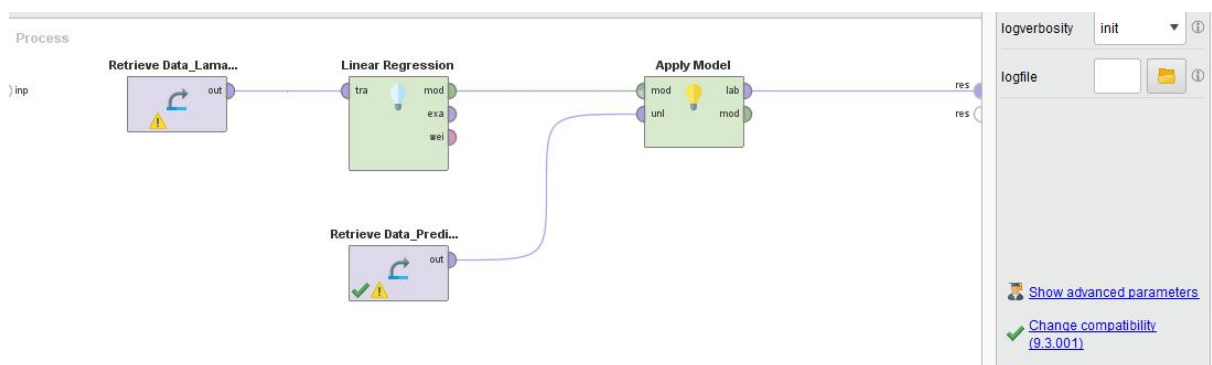 Process
logverbosity
init
inp
Retrieve Data_Lama...
out
Linear Regression
tra
mod
exa
wei
Apply Model
mod
lab
unl
mod
res
res
logfile
Retrieve Data_Predi...
out
Show advanced parameters
Change compatibility
(9.3.001)